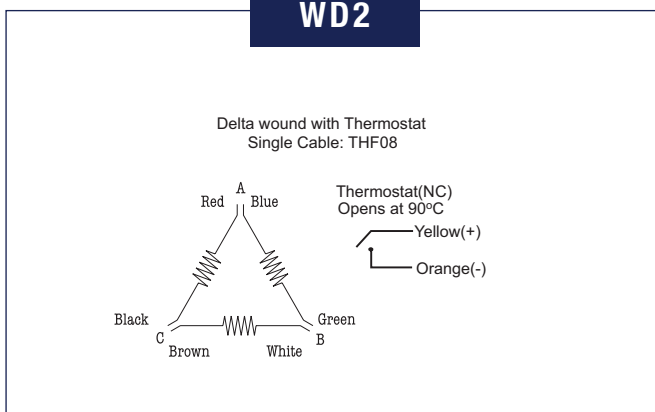 WD2
Delta wound with Thermostat
Single Cable: THF08
A
Red
Blue
Thermostat(NC)
Opens at 90°C
Yellow(+)
Orange(-)
Black
C
Brown
White
Green
B